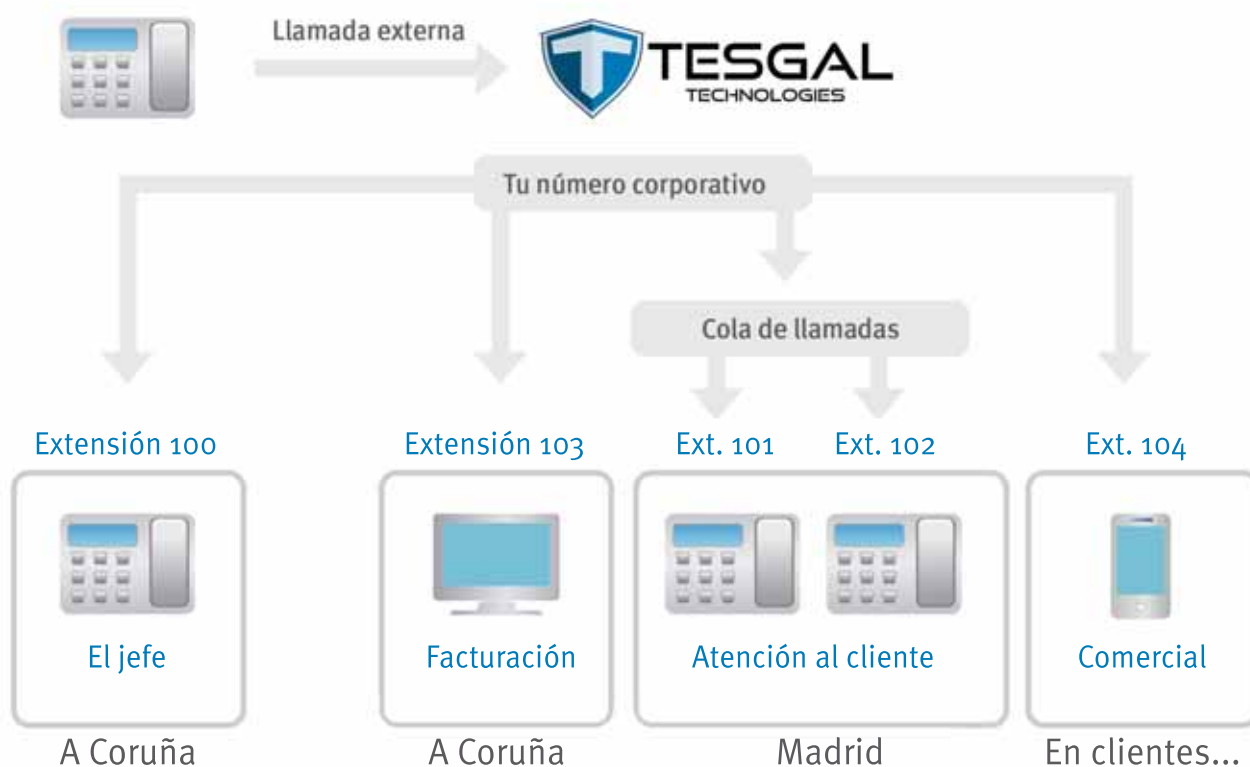 Llamada externa
TESGAL
TECHNOLOGIES
Tu número corporativo
Cola de llamadas
Extensión 100
Extensión 103
Ext. 101
Ext. 102
Ext. 104
El jefe
Facturación
Atención al cliente
Comercial
A Coruña
A Coruña
Madrid
En clientes...